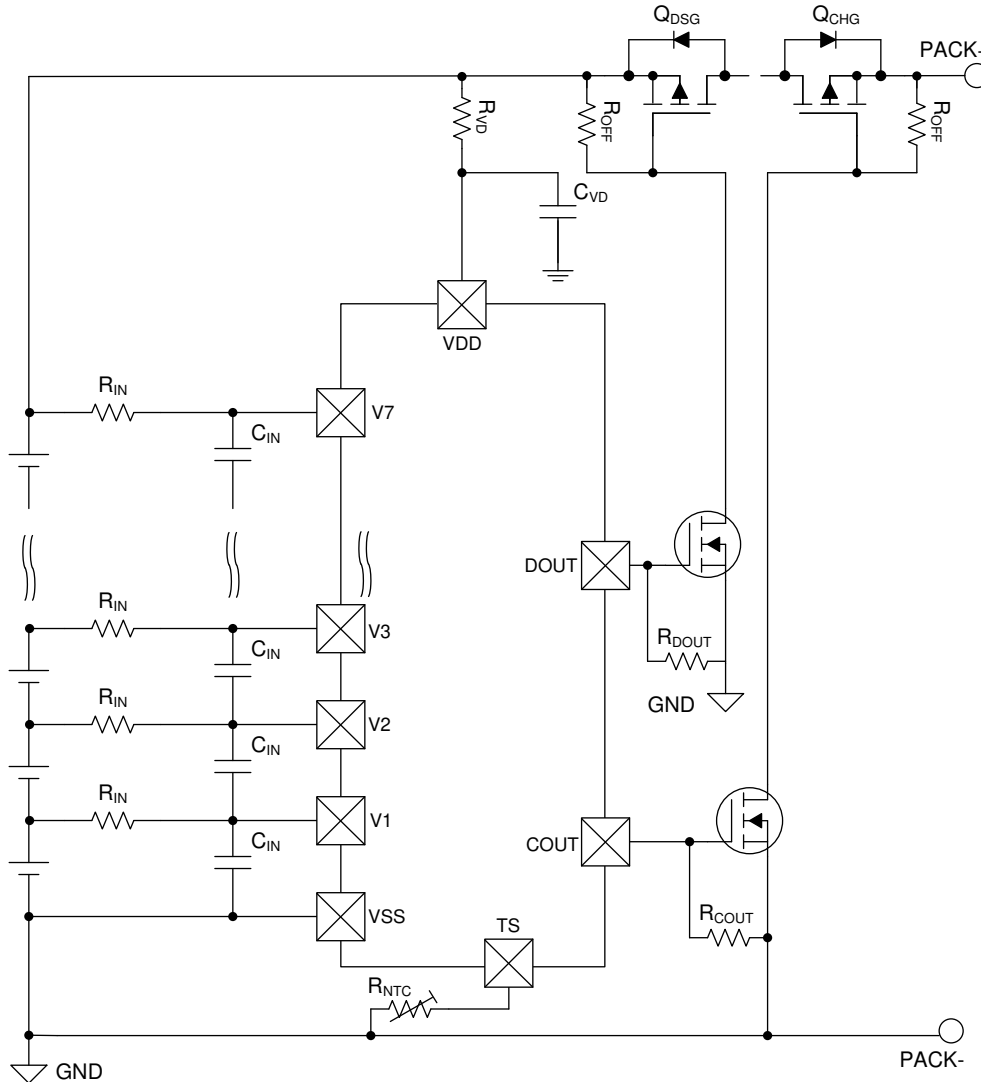 QDSG
QCHG
PACK-
RVD
ROFF
ROFF
CVD
VDD
RIN
V7
CIN
DOUT
RIN
V3
CIN
RDOUT
RIN
V2
GND
CIN
RIN
V1
COUT
CIN
VSS
TS
RCOUT
RNTC
GND
PACK-